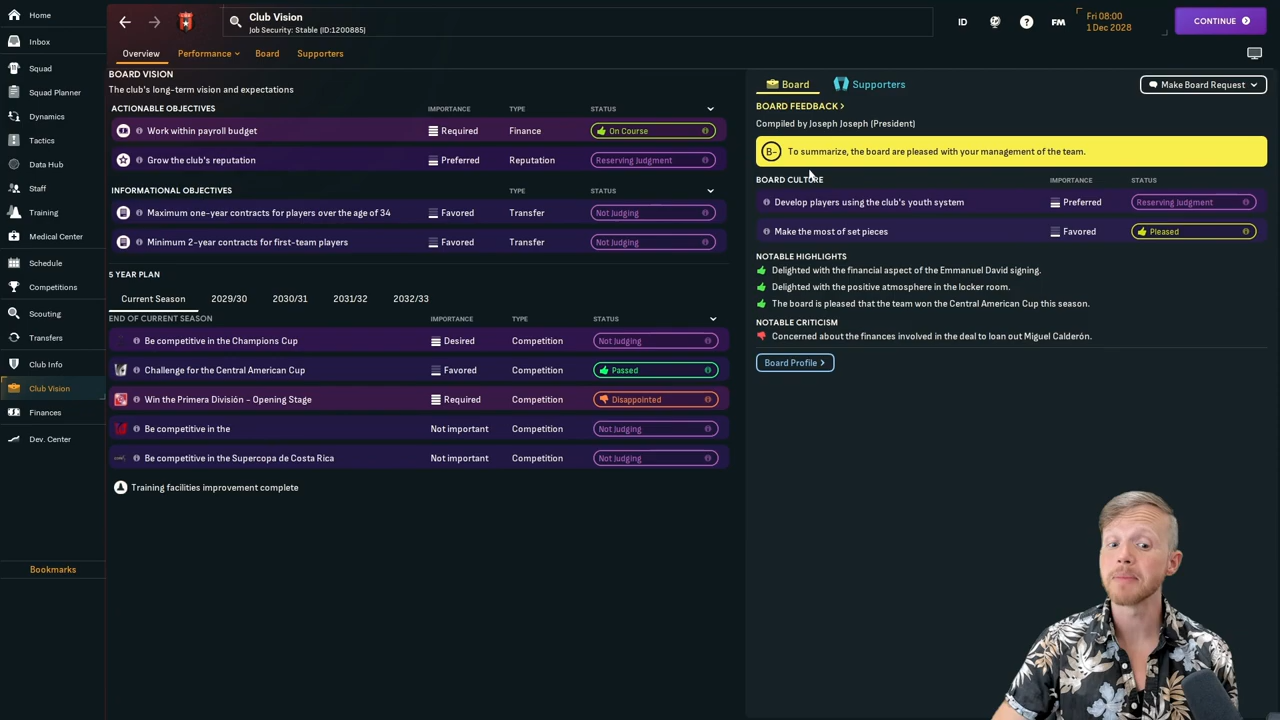 Home
Inbox
Squad
Squad Planner
Dynamics
Tactics
Data Hub
Staff
Training
Medical Center
Schedule
Competitions
Scouting
Transfers
Club Info
Club Vision
Finances
Dev. Center
Bookmarks
Club Vision
Job Security: Stable (ID:1200885)
ID
FM
Fri 08:00
1 Dec 2028
CONTINUE
Overview Performance Board Supporters
BOARD VISION
The club's long-term vision and expectations
ACTIONABLE OBJECTIVES IMPORTANCE TYPE STATUS
Work within payroll budget Required Finance On Course
Grow the club's reputation Preferred Reputation Reserving Judgment
INFORMATIONAL OBJECTIVES TYPE STATUS
Maximum one-year contracts for players over the age of 34 Favored Transfer Not Judging
Minimum 2-year contracts for first-team players Favored Transfer Not Judging
5 YEAR PLAN
Current Season 2029/30 2030/31 2031/32 2032/33
END OF CURRENT SEASON IMPORTANCE TYPE STATUS
Be competitive in the Champions Cup Desired Competition Not Judging
Challenge for the Central American Cup Favored Competition Passed
Win the Primera División - Opening Stage Required Competition Disappointed
Be competitive in the Not important Competition Not Judging
Be competitive in the Supercopa de Costa Rica Not important Competition Not Judging
Training facilities improvement complete
Board Supporters Make Board Request
BOARD FEEDBACK >
Compiled by Joseph Joseph (President)
B- To summarize, the board are pleased with your management of the team.
BOARD CULTURE IMPORTANCE STATUS
Develop players using the club's youth system Preferred Reserving Judgment
Make the most of set pieces Favored Pleased
NOTABLE HIGHLIGHTS
Delighted with the financial aspect of the Emmanuel David signing.
Delighted with the positive atmosphere in the locker room.
The board is pleased that the team won the Central American Cup this season.
NOTABLE CRITICISM
Concerned about the finances involved in the deal to loan out Miguel Calderón.
Board Profile >